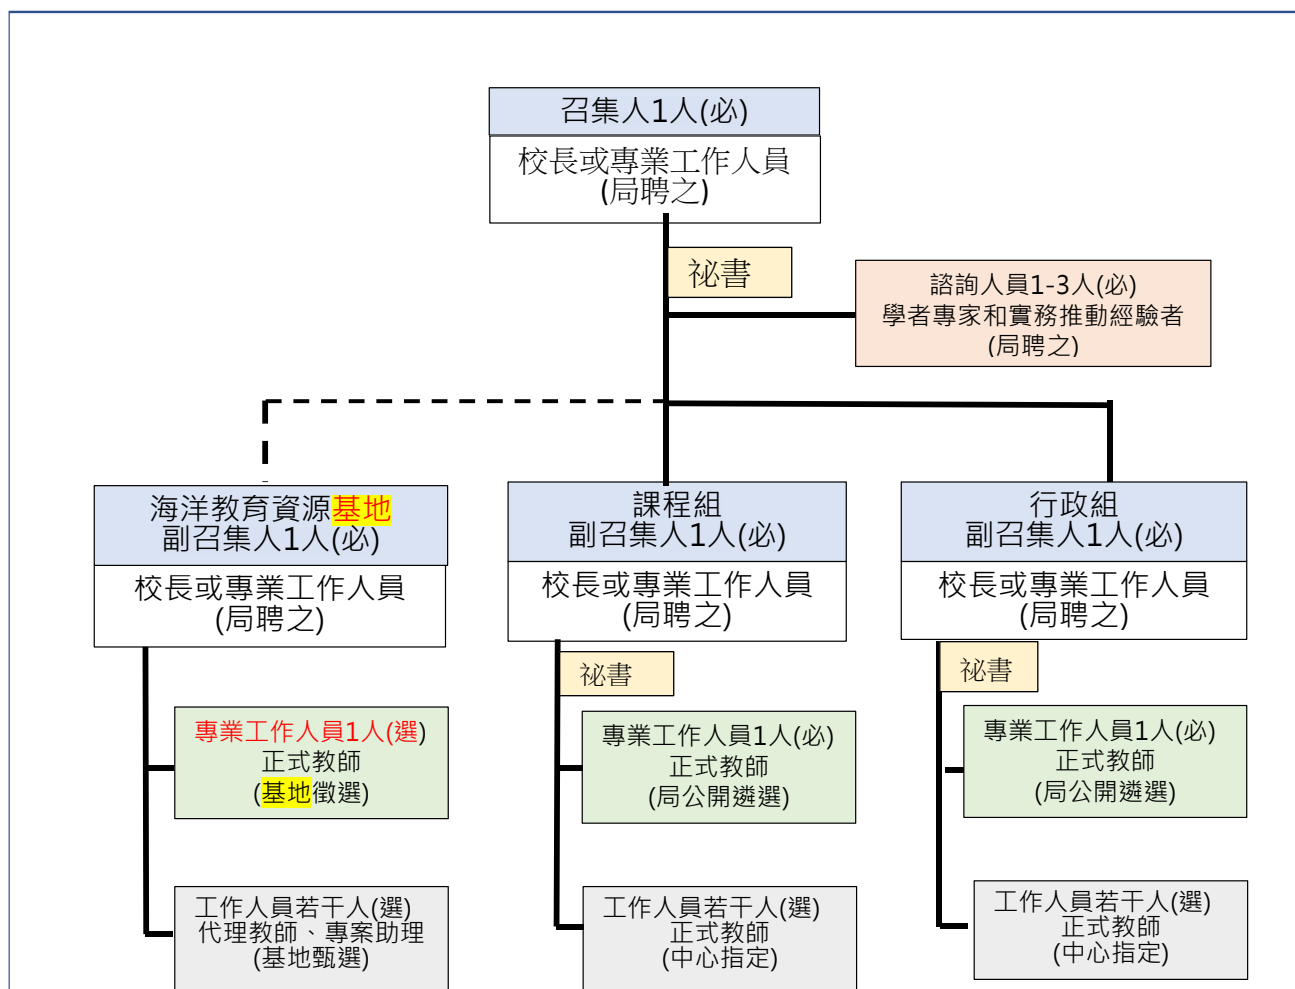 召集人1人(必)
校長或專業工作人員
(局聘之)
祕書
諮詢人員1-3人(必)
學者專家和實務推動經驗者
(局聘之)
海洋教育資源基地
副召集人1人(必)
校長或專業工作人員
(局聘之)
專業工作人員1人(選)
正式教師
(基地徵選)
工作人員若干人(選)
代理教師、專案助理
(基地甄選)
課程組
副召集人1人(必)
校長或專業工作人員
(局聘之)
祕書
專業工作人員1人(必)
正式教師
(局公開遴選)
工作人員若干人(選)
正式教師
(中心指定)
行政組
副召集人1人(必)
校長或專業工作人員
(局聘之)
祕書
專業工作人員1人(必)
正式教師
(局公開遴選)
工作人員若干人(選)
正式教師
(中心指定)